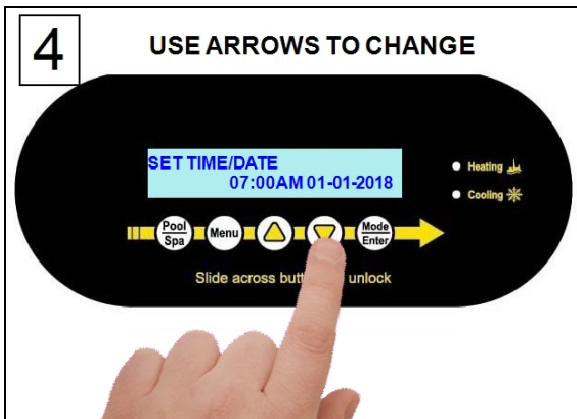 4
USE ARROWS TO CHANGE
SET TIME/DATE
07:00AM 01-01-2018
Heating
Cooling
Pool
Spa
Menu
Mode
Enter
Slide across but unlock